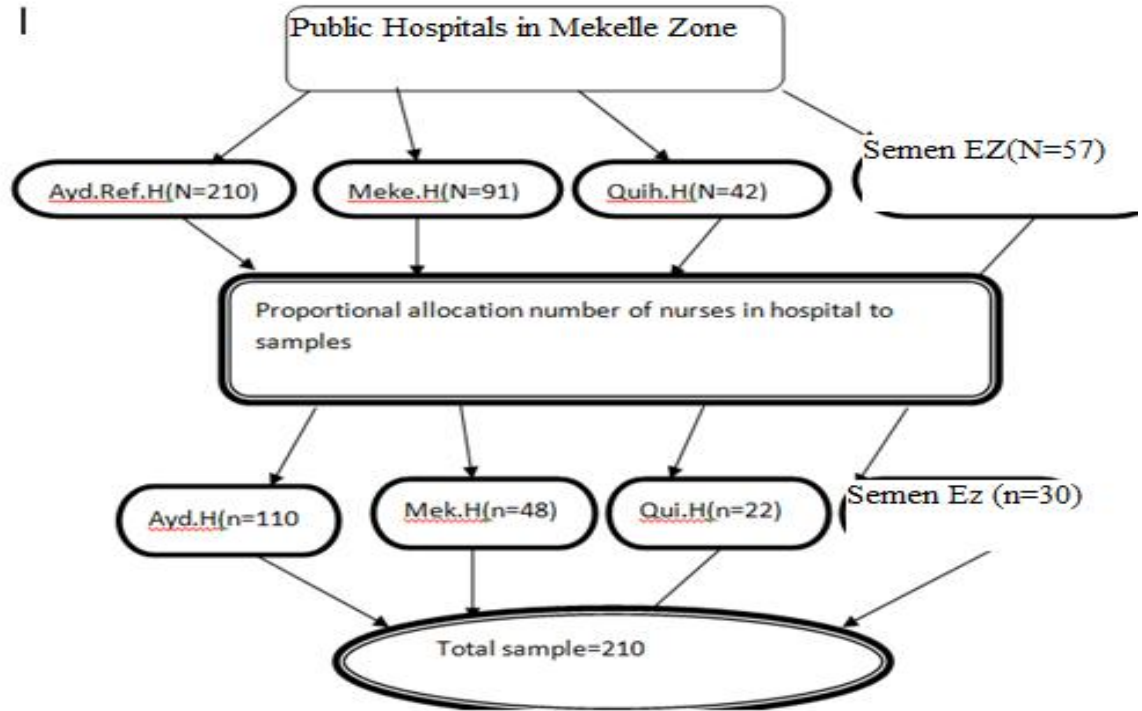 I
Public Hospitals in Mekelle Zone
Ayd.Ref.H(N=210)
Meke.H(N=91)
Quih.H(N=42)
Semen EZ(N=57)
Proportional allocation number of nurses in hospital to
samples
Ayd.H(n=110
Mek.H(n=48)
Qui.H(n=22)
Semen Ez (n=30)
Total sample=210